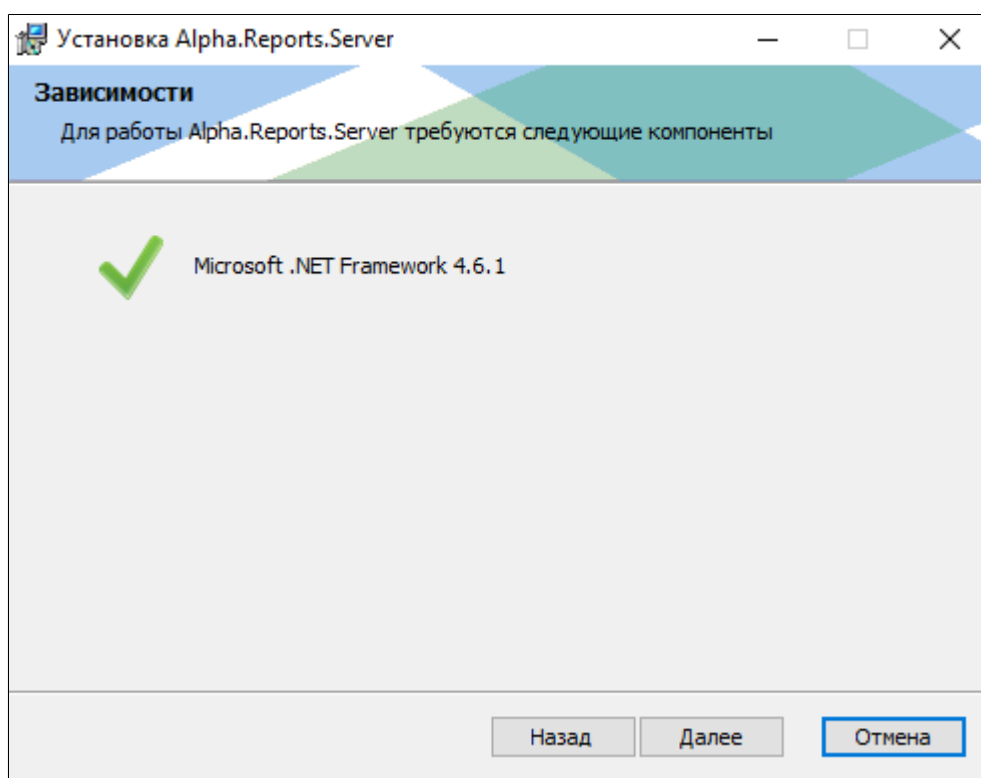 Установка Alpha.Reports.Server
Зависимости
Для работы Alpha.Reports.Server требуются следующие компоненты
Microsoft .NET Framework 4.6.1
Назад Далее Отмена